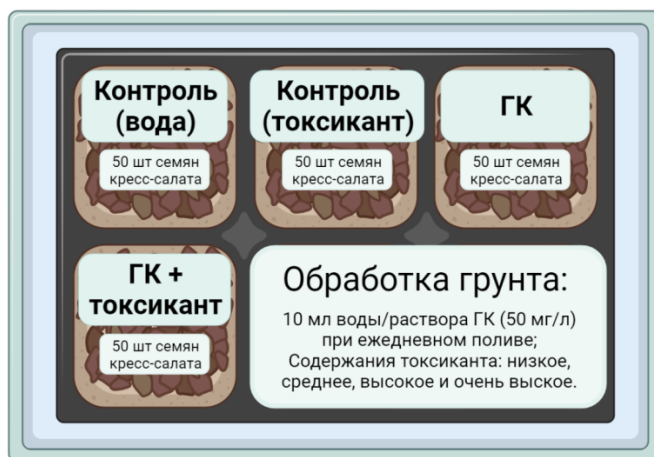 Контроль
(вода)
50 шт семян
кресс-салата
Контроль
(токсикант)
50 шт семян
кресс-салата
ГК
50 шт семян
кресс-салата
ГК +
токсикант
50 шт семян
кресс-салата
Обработка грунта:
10 мл воды/раствора ГК (50 мг/л)
при ежедневном поливе;
Содержания токсиканта: низкое,
среднее, высокое и очень выское.